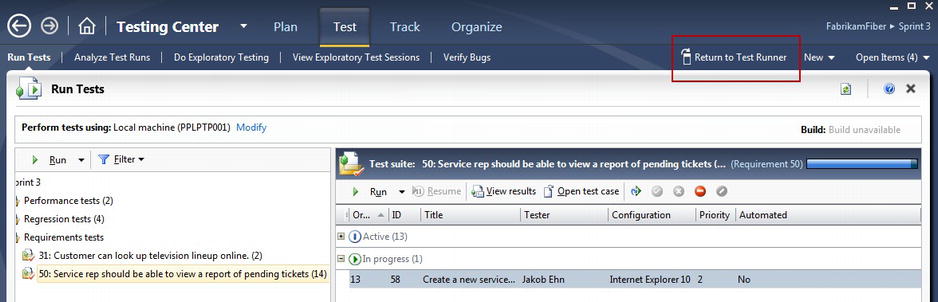 Testing Center Plan Test Track Organize FabrikamFiber > Sprint 3
Run Tests Analyze Test Runs Do Exploratory Testing View Exploratory Test Sessions Verify Bugs Return to Test Runner New Open Items (4)
Run Tests
Perform tests using: Local machine (PPLPTP001) Modify Build: Build unavailable
Run Filter
Test suite: 50: Service rep should be able to view a report of pending tickets (... (Requirement 50)
print 3
Run Resume View results Open test case
Performance tests (2)
Or... ID Title Tester Configuration Priority Automated
Regression tests (4)
Requirements tests
Active (13)
31: Customer can look up television lineup online. (2)
In progress (1)
50: Service rep should be able to view a report of pending tickets (14)
13 58 Create a new service... Jakob Ehn Internet Explorer 10 2 No